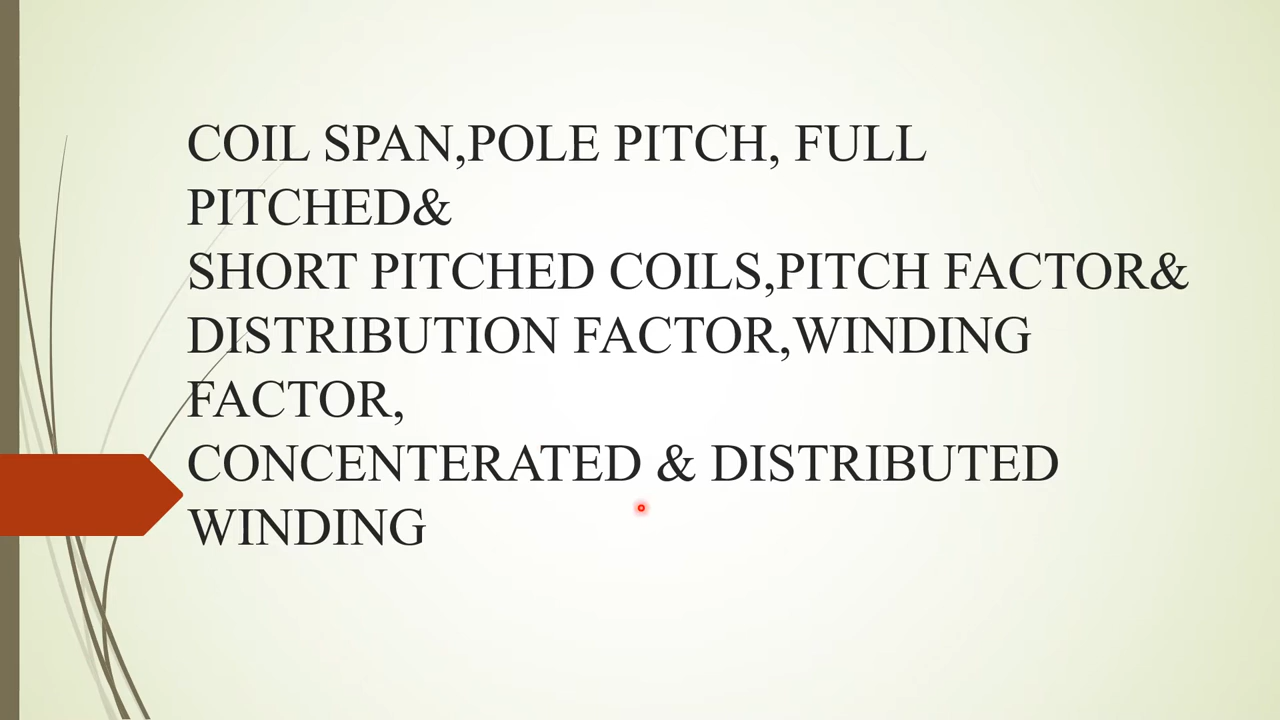 COIL SPAN,POLE PITCH, FULL
PITCHED&
SHORT PITCHED COILS,PITCH FACTOR&
DISTRIBUTION FACTOR,WINDING
FACTOR,
CONCENTERATED & DISTRIBUTED
WINDING